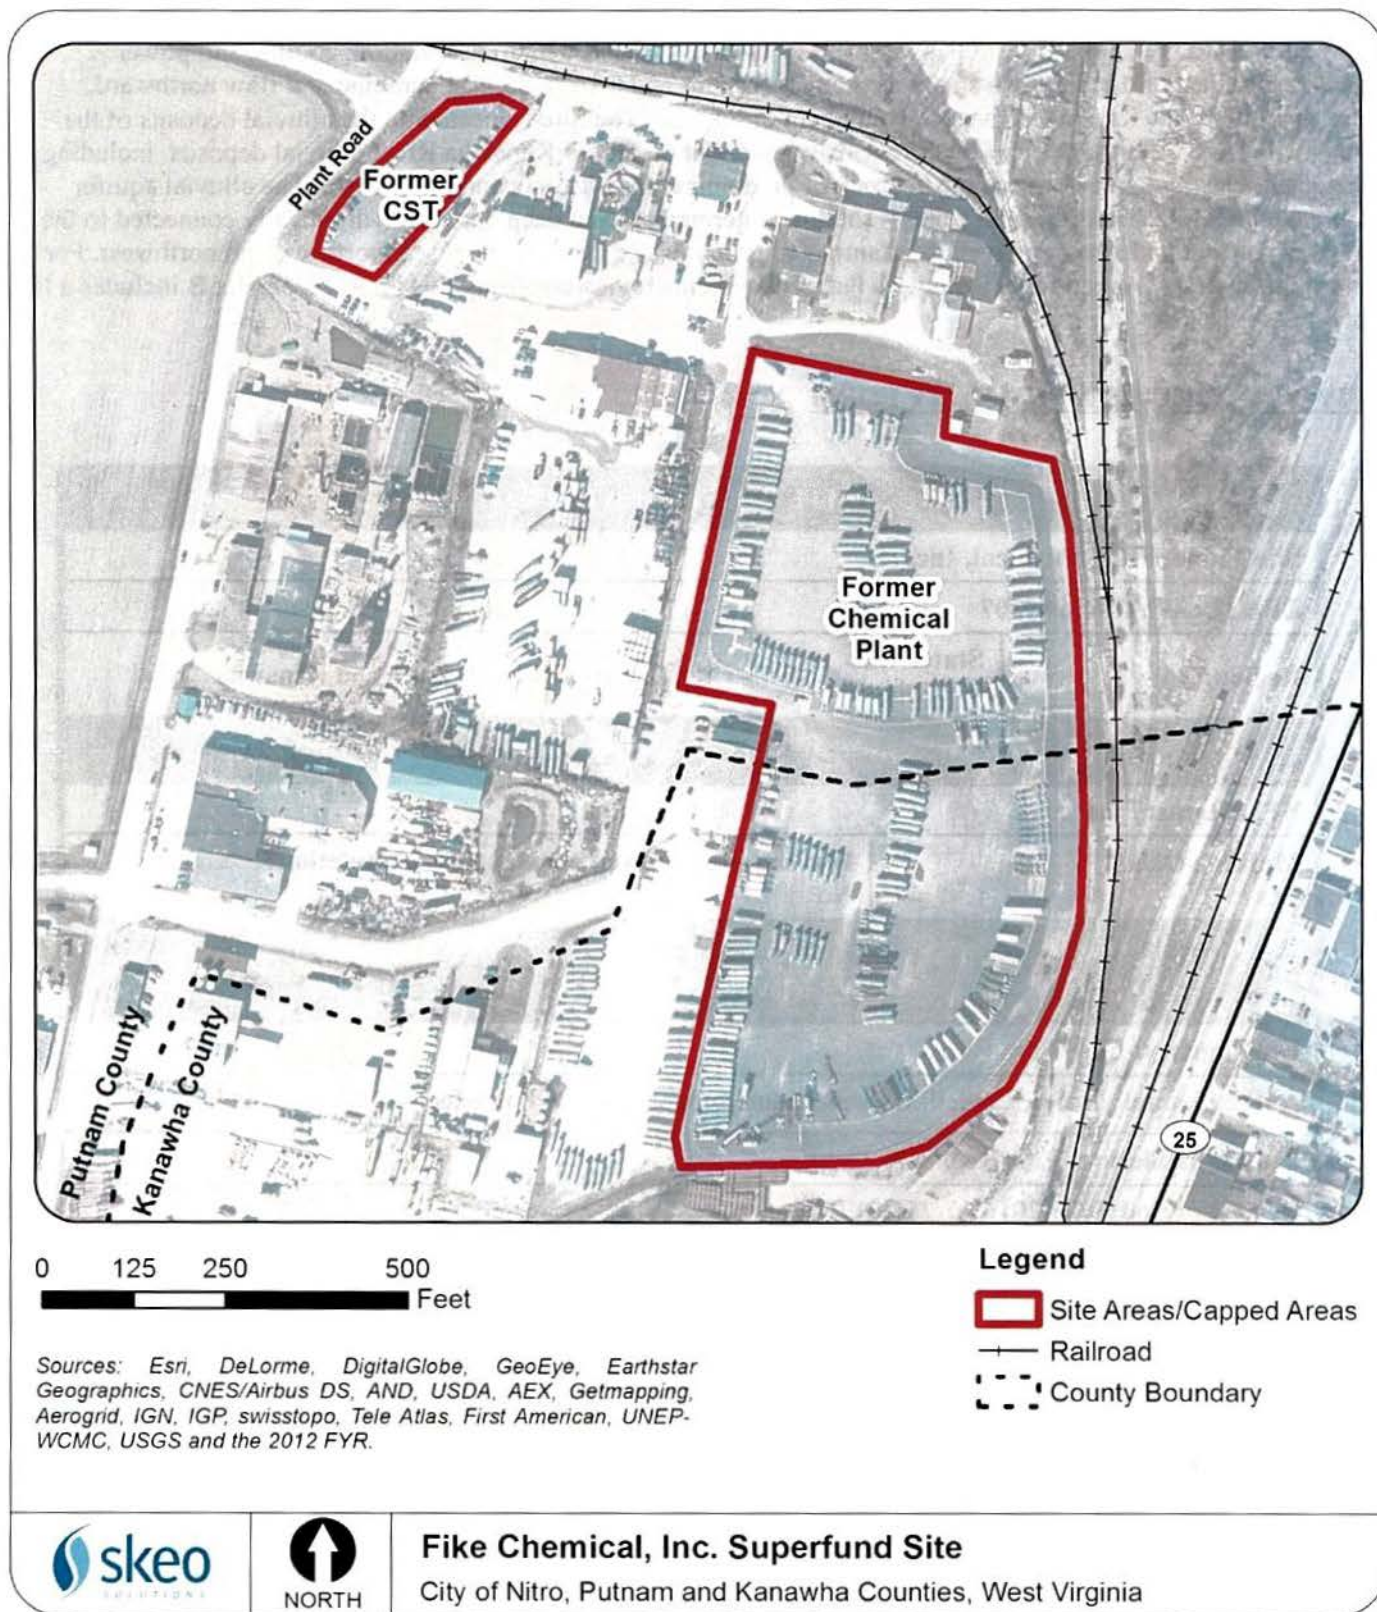 Plant Road
Former
CST
Former
Chemical
Plant
Putnam County
Kanawha County
25
0 125 250 500
Feet
Legend
Site Areas/Capped Areas
Railroad
County Boundary
Sources: Esri, DeLorme, DigitalGlobe, GeoEye, Earthstar
Geographics, CNES/Airbus DS, AND, USDA, AEX, Getmapping,
Aerogrid, IGN, IGP, swisstopo, Tele Atlas, First American, UNEP-
WCMC, USGS and the 2012 FYR.
skeo
SOLUTIONS
NORTH
Fike Chemical, Inc. Superfund Site
City of Nitro, Putnam and Kanawha Counties, West Virginia